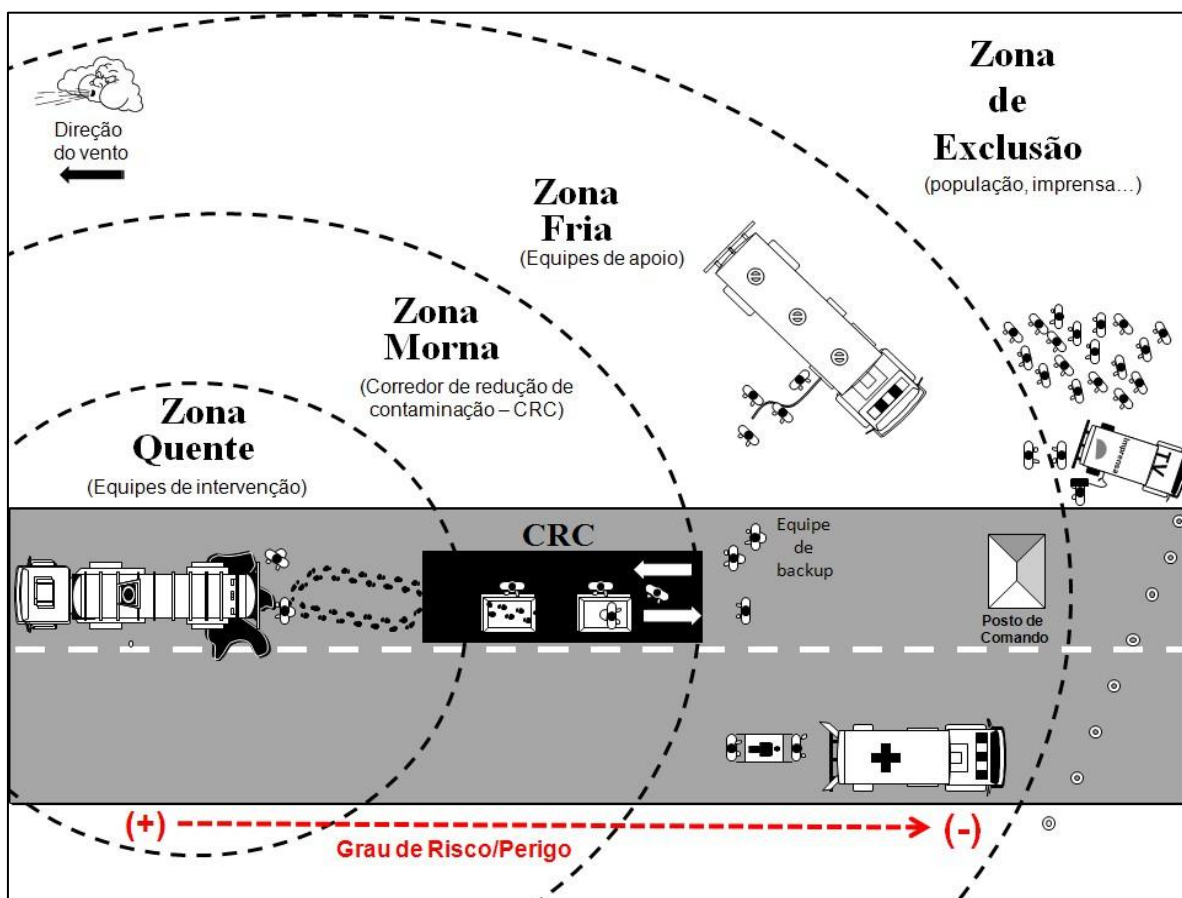 Direção
do vento
Zona
de
Exclusão
(população, imprensa...)
Zona
Fria
(Equipes de apoio)
Zona
Morna
(Corredor de redução de
contaminação – CRC)
Zona
Quente
(Equipes de intervenção)
TV
Imprensa
CRC
Equipe
de
backup
Posto de
Comando
(+)
(-)
Grau de Risco/Perigo